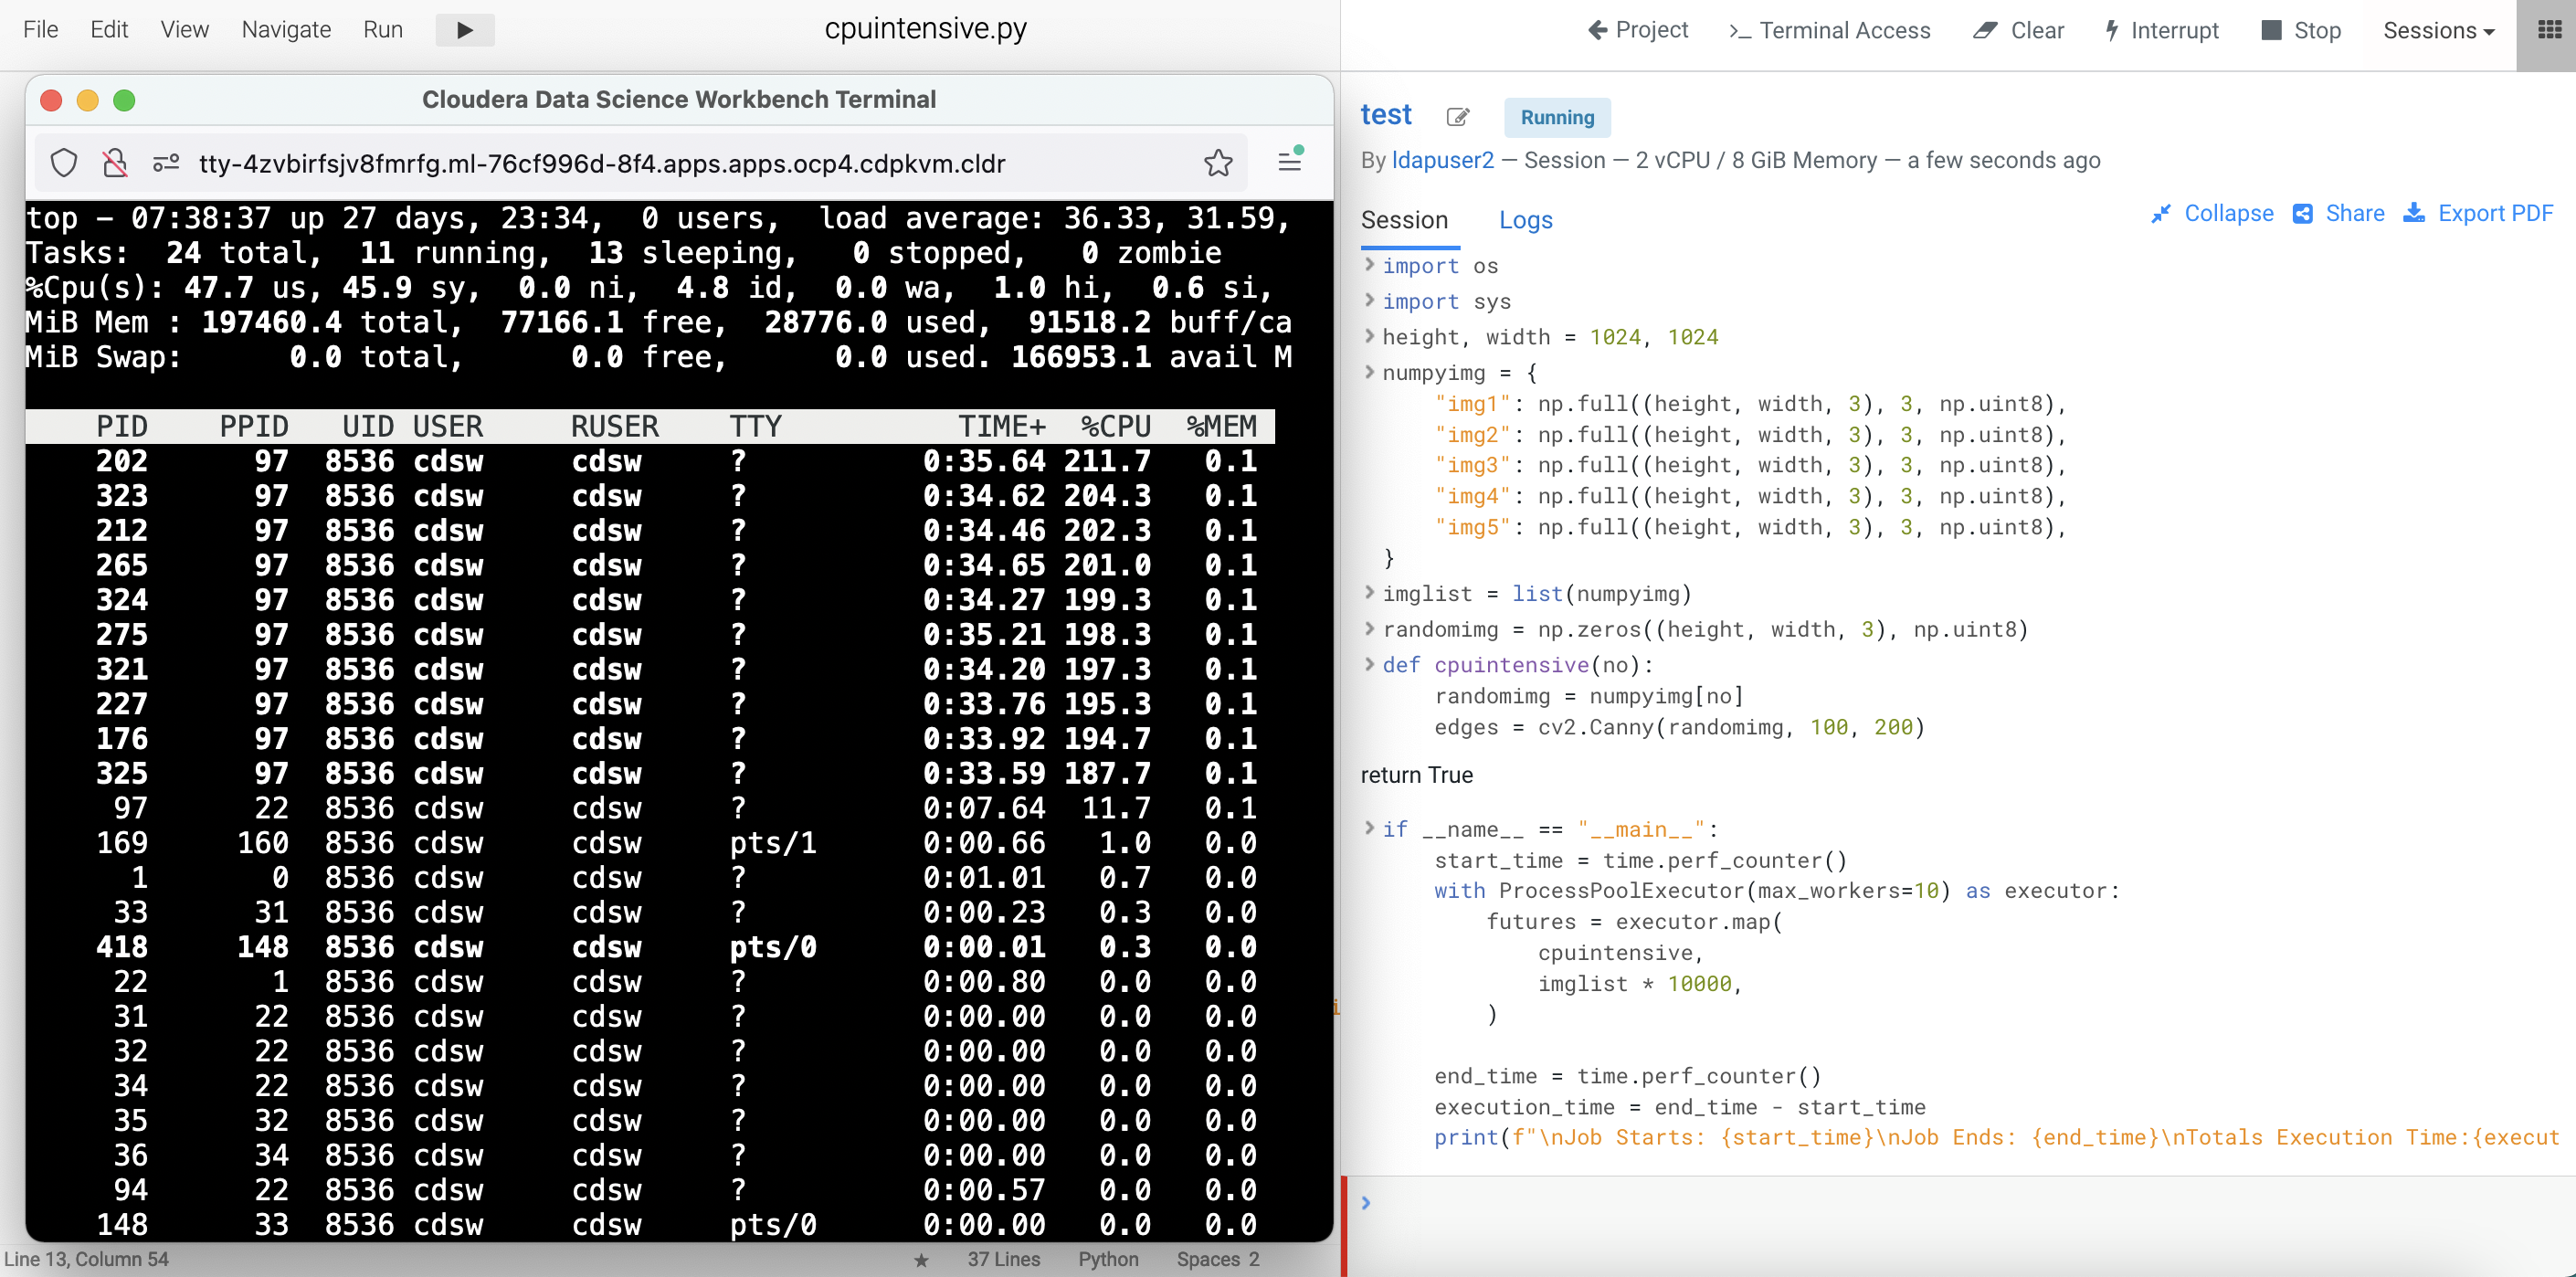 File Edit View Navigate Run
cpuintensive.py
Project Terminal Access Clear Interrupt Stop Sessions
Cloudera Data Science Workbench Terminal
tty-4zvbirfsjv8fmrfg.ml-76cf996d-8f4.apps.apps.ocp4.cdpkvm.cldr
top - 07:38:37 up 27 days, 23:34,  0 users,  load average: 36.33, 31.59,
Tasks:  24 total,  11 running,  13 sleeping,   0 stopped,   0 zombie
%Cpu(s): 47.7 us, 45.9 sy,  0.0 ni,  4.8 id,  0.0 wa,  1.0 hi,  0.6 si,
MiB Mem : 197460.4 total,  77166.1 free,  28776.0 used,  91518.2 buff/ca
MiB Swap:      0.0 total,      0.0 free,      0.0 used. 166953.1 avail M
PID PPID UID USER RUSER TTY TIME+ %CPU %MEM
202 97 8536 cdsw cdsw ? 0:35.64 211.7 0.1
323 97 8536 cdsw cdsw ? 0:34.62 204.3 0.1
212 97 8536 cdsw cdsw ? 0:34.46 202.3 0.1
265 97 8536 cdsw cdsw ? 0:34.65 201.0 0.1
324 97 8536 cdsw cdsw ? 0:34.27 199.3 0.1
275 97 8536 cdsw cdsw ? 0:35.21 198.3 0.1
321 97 8536 cdsw cdsw ? 0:34.20 197.3 0.1
227 97 8536 cdsw cdsw ? 0:33.76 195.3 0.1
176 97 8536 cdsw cdsw ? 0:33.92 194.7 0.1
325 97 8536 cdsw cdsw ? 0:33.59 187.7 0.1
97 22 8536 cdsw cdsw ? 0:07.64 11.7 0.1
169 160 8536 cdsw cdsw pts/1 0:00.66 1.0 0.0
1 0 8536 cdsw cdsw ? 0:01.01 0.7 0.0
33 31 8536 cdsw cdsw ? 0:00.23 0.3 0.0
418 148 8536 cdsw cdsw pts/0 0:00.01 0.3 0.0
22 1 8536 cdsw cdsw ? 0:00.80 0.0 0.0
31 22 8536 cdsw cdsw ? 0:00.00 0.0 0.0
32 22 8536 cdsw cdsw ? 0:00.00 0.0 0.0
34 22 8536 cdsw cdsw ? 0:00.00 0.0 0.0
35 32 8536 cdsw cdsw ? 0:00.00 0.0 0.0
36 34 8536 cdsw cdsw ? 0:00.00 0.0 0.0
94 22 8536 cdsw cdsw ? 0:00.57 0.0 0.0
148 33 8536 cdsw cdsw pts/0 0:00.00 0.0 0.0
i
Line 13, Column 54
★ 37 Lines Python Spaces 2
test Running
By ldapuser2 — Session — 2 vCPU / 8 GiB Memory — a few seconds ago
Session Logs
Collapse Share Export PDF
> import os
> import sys
> height, width = 1024, 1024
> numpyimg = {
    "img1": np.full((height, width, 3), 3, np.uint8),
    "img2": np.full((height, width, 3), 3, np.uint8),
    "img3": np.full((height, width, 3), 3, np.uint8),
    "img4": np.full((height, width, 3), 3, np.uint8),
    "img5": np.full((height, width, 3), 3, np.uint8),
}
> imglist = list(numpyimg)
> randomimg = np.zeros((height, width, 3), np.uint8)
> def cpuintensive(no):
    randomimg = numpyimg[no]
    edges = cv2.Canny(randomimg, 100, 200)
return True
> if __name__ == "__main__":
    start_time = time.perf_counter()
    with ProcessPoolExecutor(max_workers=10) as executor:
        futures = executor.map(
            cpuintensive,
            imglist * 10000,
        )
    end_time = time.perf_counter()
    execution_time = end_time - start_time
    print(f"\nJob Starts: {start_time}\nJob Ends: {end_time}\nTotals Execution Time:{execut
>